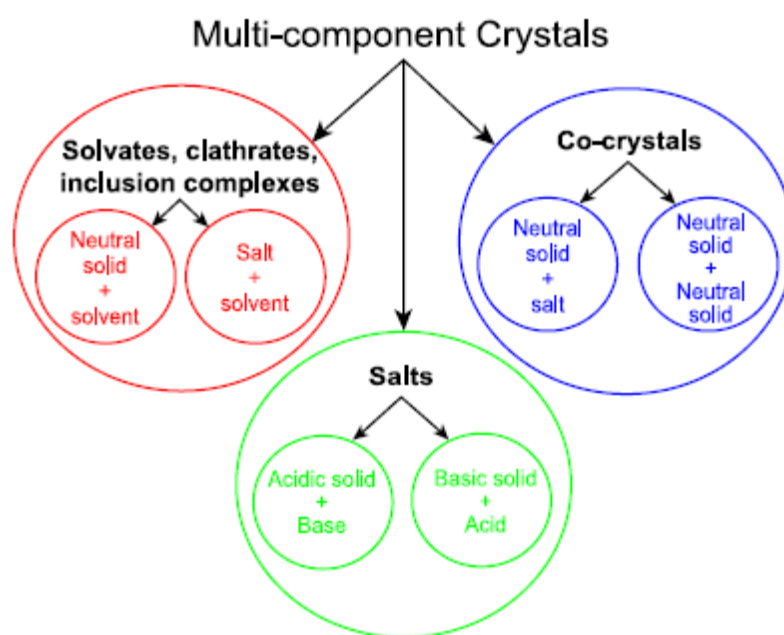 Multi-component Crystals
Solvates, clathrates,
inclusion complexes
Neutral
solid
+
solvent
Salt
+
solvent
Co-crystals
Neutral
solid
+
salt
Neutral
solid
+
Neutral
solid
Salts
Acidic solid
+
Base
Basic solid
+
Acid